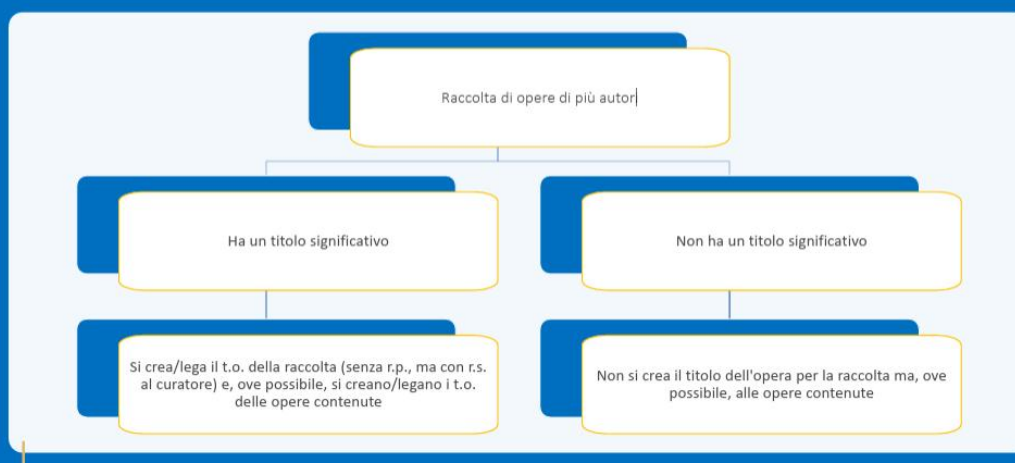 Raccolta di opere di più autor
Ha un titolo significativo
Non ha un titolo significativo
Si crea/lega il t.o. della raccolta (senza r.p., ma con r.s.
al curatore) e, ove possibile, si creano/legano i t.o.
delle opere contenute
Non si crea il titolo dell'opera per la raccolta ma, ove
possibile, alle opere contenute